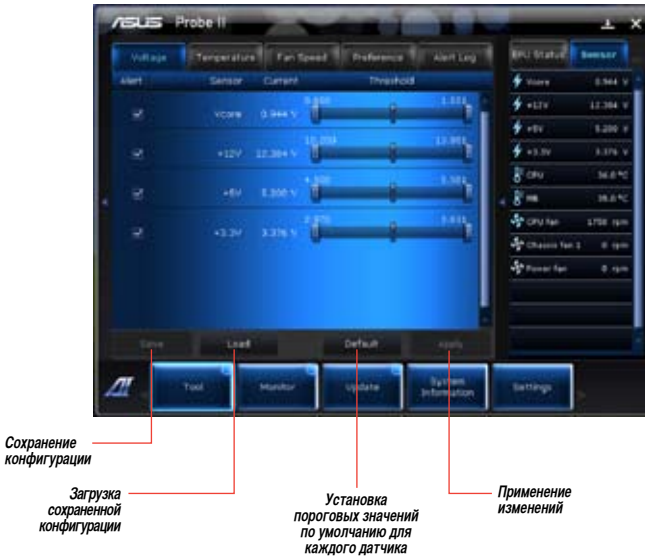 ASUS Probe II
Voltage Temperature Fan Speed Preference Alert Log
CPU Status Sensor
Alert Sensor Current Threshold
Vcore 0.944 V
+12V 12.384 V
+5V 5.200 V
+3.3V 3.376 V
Vcore 0.944 V
+12V 12.384 V
+5V 5.200 V
+3.3V 3.376 V
CPU 36.0 °C
MB
CPU Fan 1758 rpm
Chassis Fan 1 0 rpm
Power Fan 0 rpm
Save Load Default Apply
Tool Monitor Update System Information Settings
Сохранение
конфигурации
Загрузка
сохраненной
конфигурации
Установка
пороговых значений
по умолчанию для
каждого датчика
Применение
изменений